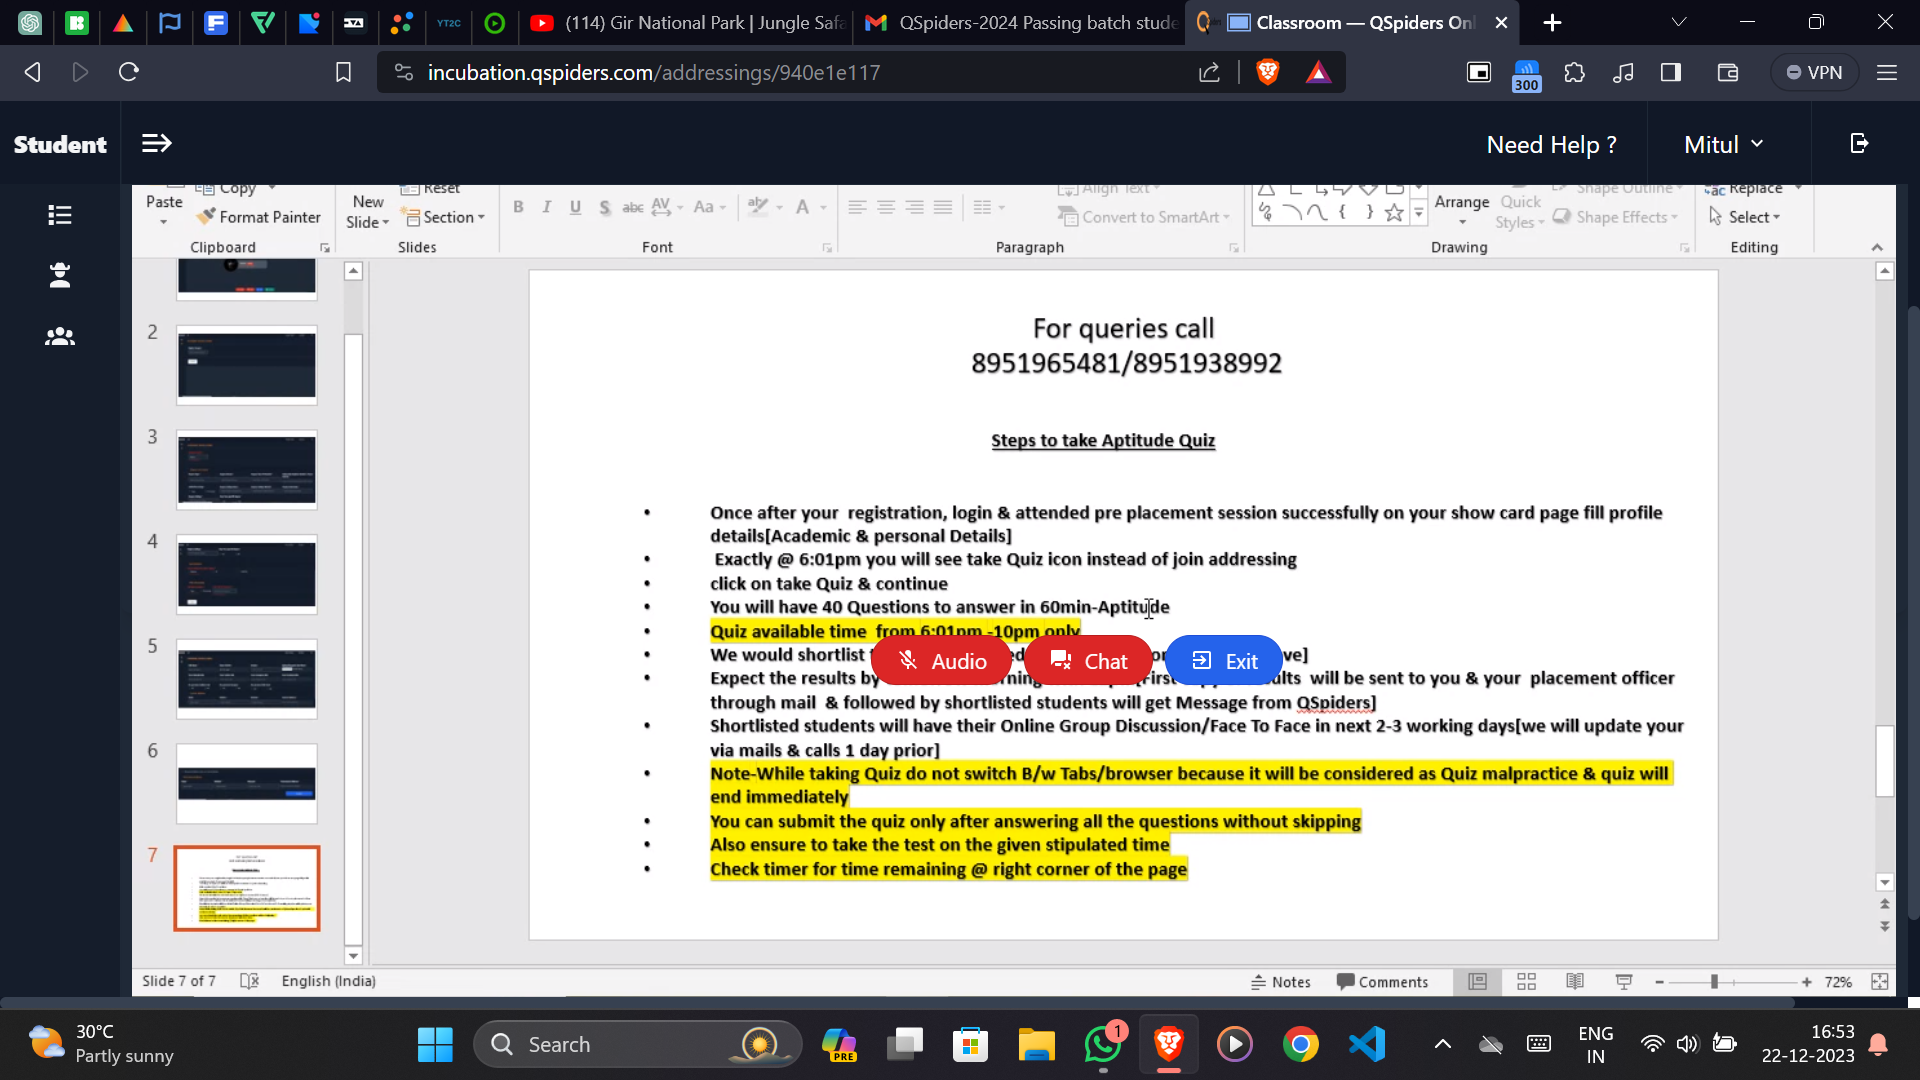 YT2C
(114) Gir National Park | Jungle Safa
QSpiders-2024 Passing batch stude
Classroom — QSpiders Onl
incubation.qspiders.com/addressings/940e1e117
300
VPN
Student
Need Help ?
Mitul
Paste
Copy
Format Painter
Clipboard
New
Slide
Reset
Section
Slides
B I U S abc AV Aa A
Font
Align Text
Convert to SmartArt
Paragraph
Arrange
Quick
Styles
Shape Outline
Shape Effects
Drawing
Replace
Select
Editing
2
3
4
5
6
7
For queries call
8951965481/8951938992
Steps to take Aptitude Quiz
• Once after your registration, login & attended pre placement session successfully on your show card page fill profile
details[Academic & personal Details]
• Exactly @ 6:01pm you will see take Quiz icon instead of join addressing
• click on take Quiz & continue
• You will have 40 Questions to answer in 60min-Aptitude
• Quiz available time from 6:01pm -10pm only
• We would shortlist
• Expect the results by will be sent to you & your placement officer
through mail & followed by shortlisted students will get Message from QSpiders]
• Shortlisted students will have their Online Group Discussion/Face To Face in next 2-3 working days[we will update your
via mails & calls 1 day prior]
• Note-While taking Quiz do not switch B/w Tabs/browser because it will be considered as Quiz malpractice & quiz will
end immediately
• You can submit the quiz only after answering all the questions without skipping
• Also ensure to take the test on the given stipulated time
• Check timer for time remaining @ right corner of the page
Audio
Chat
Exit
Slide 7 of 7
English (India)
Notes
Comments
72%
30°C
Partly sunny
Search
PRE
1
ENG
IN
16:53
22-12-2023